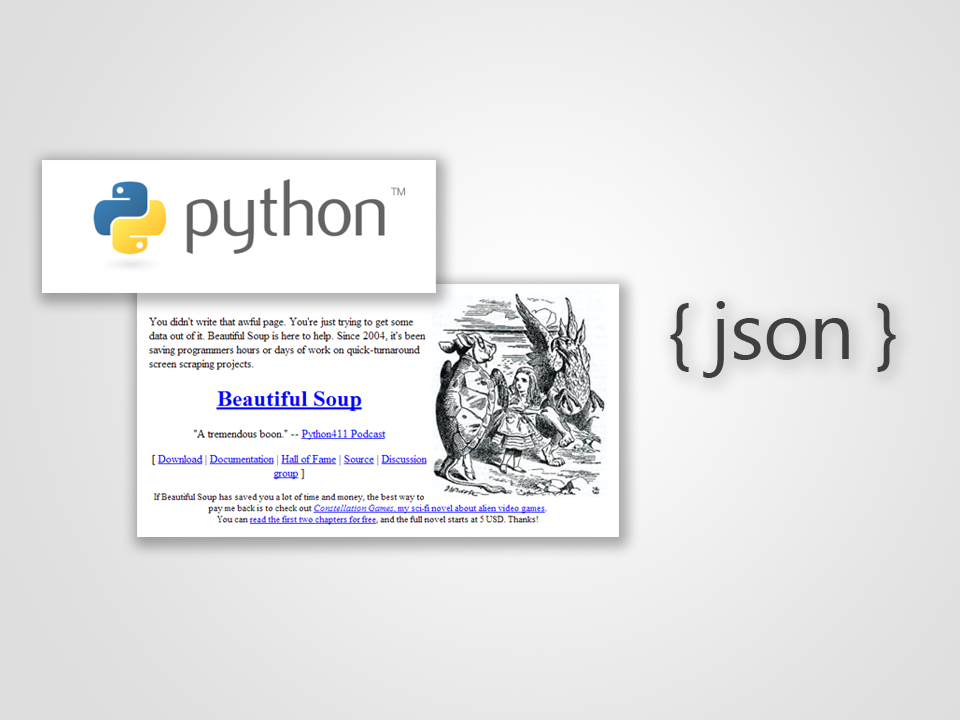 python™
You didn't write that awful page. You're just trying to get some
data out of it. Beautiful Soup is here to help. Since 2004, it's been
saving programmers hours or days of work on quick-turnaround
screen scraping projects.
Beautiful Soup
"A tremendous boon." -- Python411 Podcast
[ Download | Documentation | Hall of Fame | Source | Discussion
group ]
If Beautiful Soup has saved you a lot of time and money, the best way to
pay me back is to check out Constellation Games, my sci-fi novel about alien video games.
You can read the first two chapters for free, and the full novel starts at 5 USD. Thanks!
{ json }